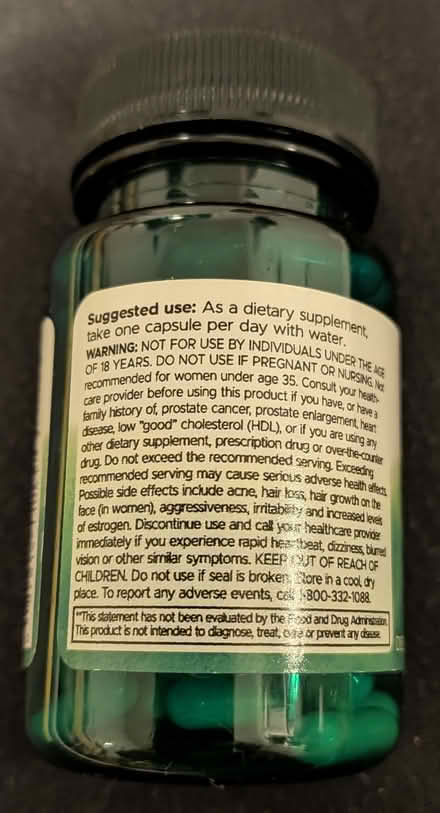 Suggested use: As a dietary supplement,
take one capsule per day with water.
WARNING: NOT FOR USE BY INDIVIDUALS UNDER THE AGE
OF 18 YEARS. DO NOT USE IF PREGNANT OR NURSING. Not
recommended for women under age 35. Consult your health-
care provider before using this product if you have, or have a
family history of, prostate cancer, prostate enlargement, heart
disease, low "good" cholesterol (HDL), or if you are using any
other dietary supplement, prescription drug or over-the-counter
drug. Do not exceed the recommended serving. Exceeding
recommended serving may cause serious adverse health effects.
Possible side effects include acne, hair loss, hair growth on the
face (in women), aggressiveness, irritability and increased levels
of estrogen. Discontinue use and call your healthcare provider
immediately if you experience rapid heartbeat, dizziness, blurred
vision or other similar symptoms. KEEP OUT OF REACH OF
CHILDREN. Do not use if seal is broken. Store in a cool, dry
place. To report any adverse events, call 1-800-332-1088.
**This statement has not been evaluated by the Food and Drug Administration.
This product is not intended to diagnose, treat, cure or prevent any disease.